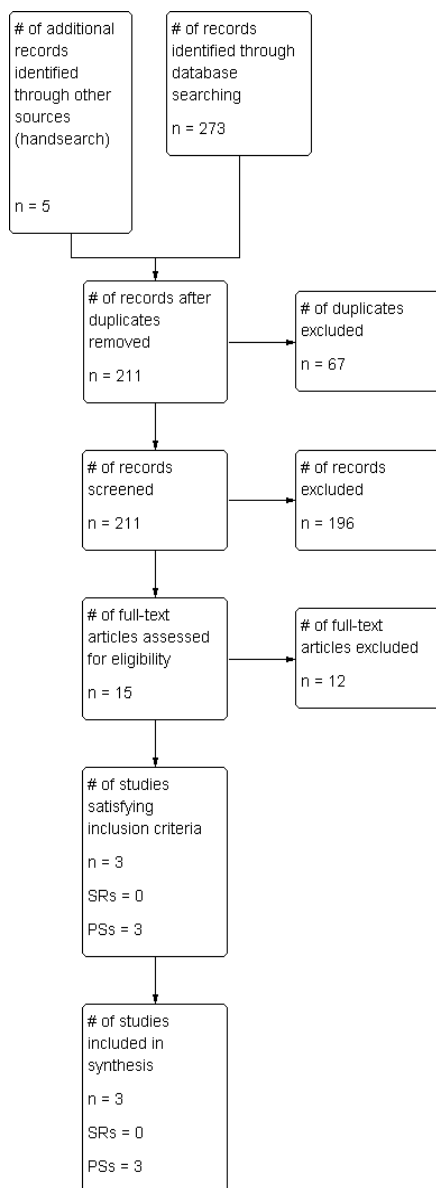 # of additional
records
identified
through other
sources
(handsearch)
n = 5
# of records
identified through
database
searching
n = 273
# of records after
duplicates
removed
n = 211
# of duplicates
excluded
n = 67
# of records
screened
n = 211
# of records
excluded
n = 196
# of full-text
articles assessed
for eligibility
n = 15
# of full-text
articles excluded
n = 12
# of studies
satisfying
inclusion criteria
n = 3
SRs = 0
PSs = 3
# of studies
included in
synthesis
n = 3
SRs = 0
PSs = 3